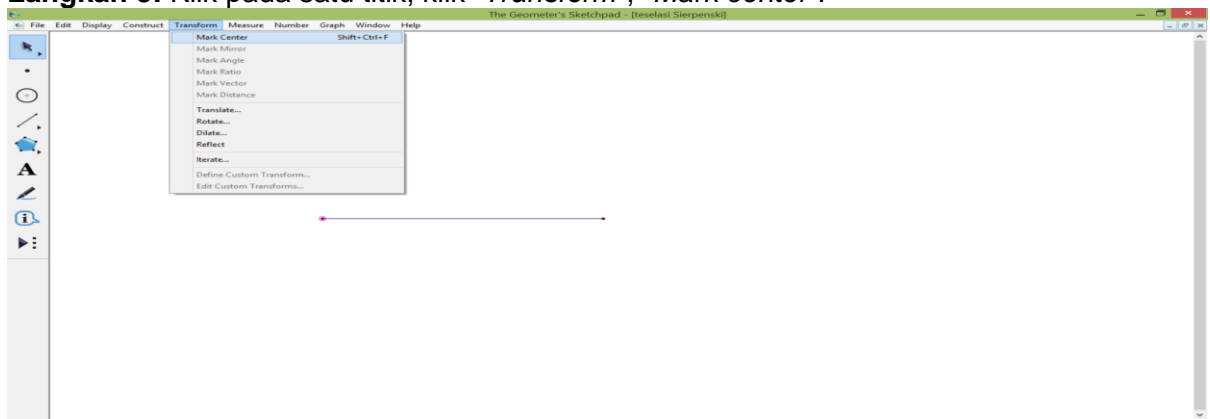 Klik pada satu titik, klik "Transform", "Mark center".
The Geometer's Sketchpad - [teselasi Sierpenski]
File Edit Display Construct Transform Measure Number Graph Window Help
Mark Center Shift+Ctrl+F
Mark Mirror
Mark Angle
Mark Ratio
Mark Vector
Mark Distance
Translate...
Rotate...
Dilate...
Reflect
Iterate...
Define Custom Transform...
Edit Custom Transforms...
A
i